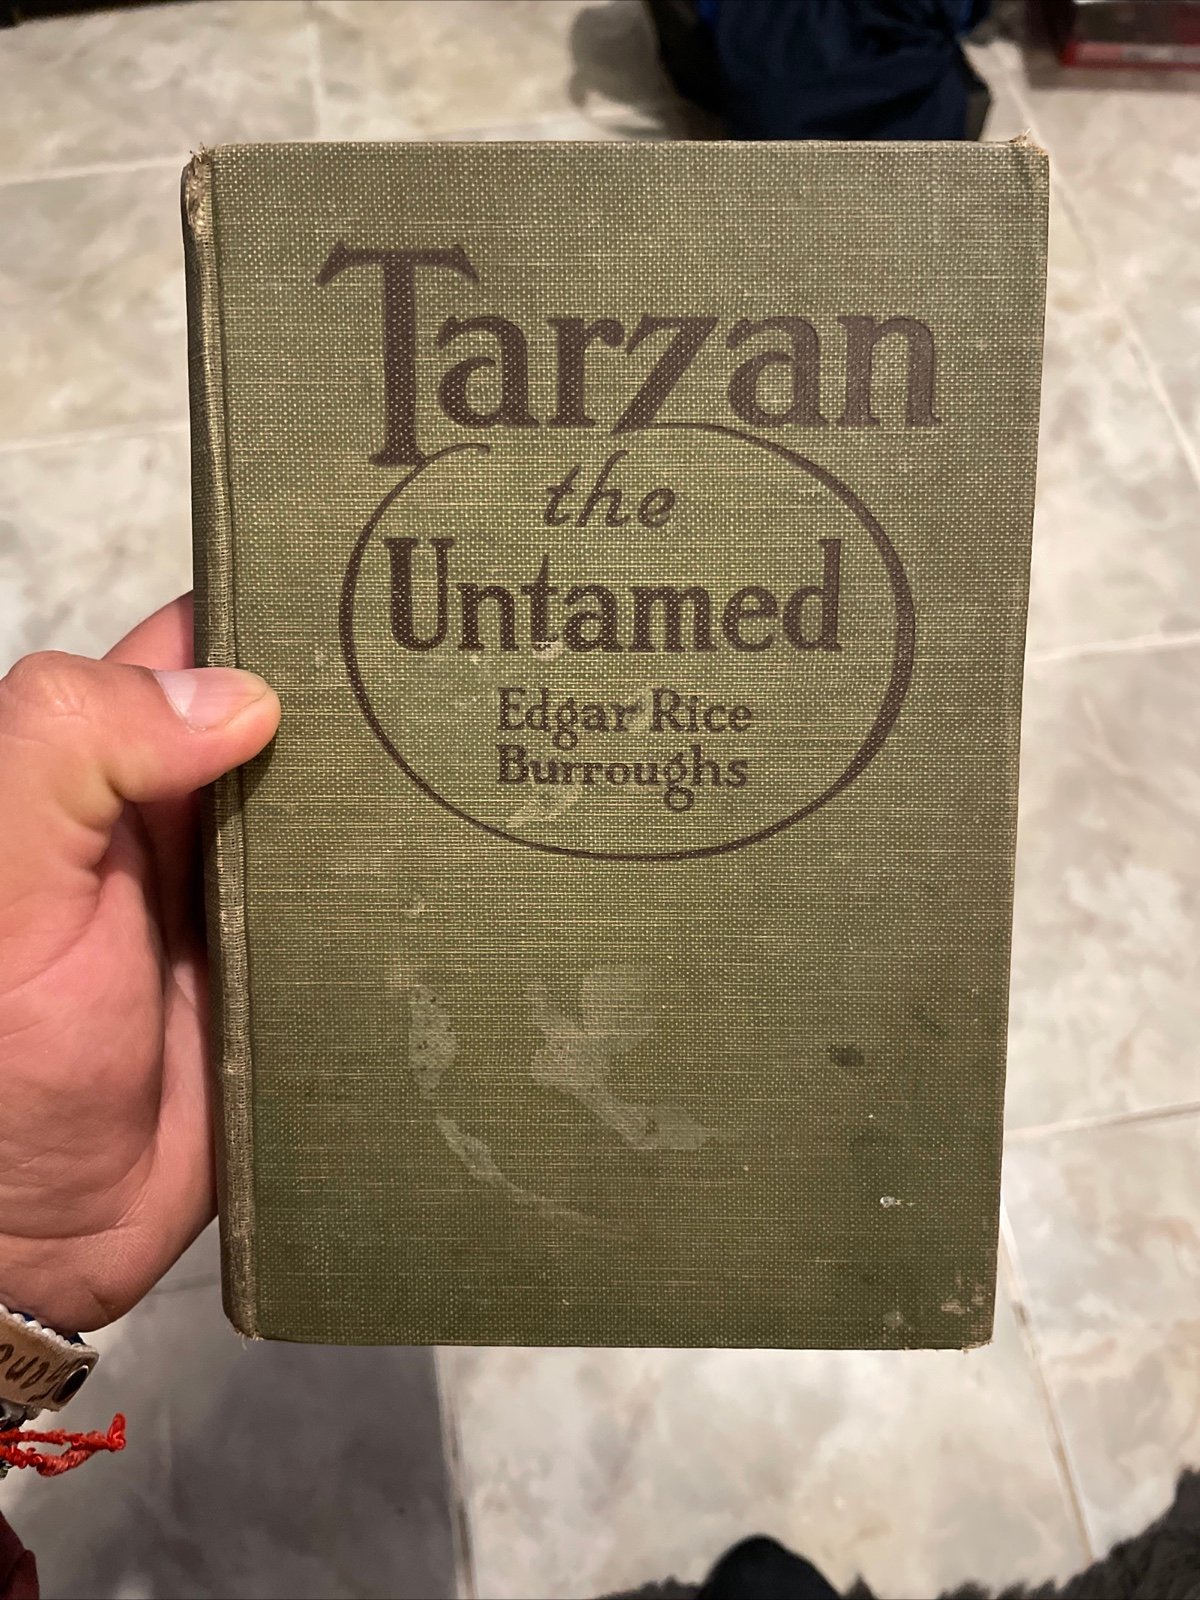 Tarzan
the
Untamed
Edgar Rice
Burroughs